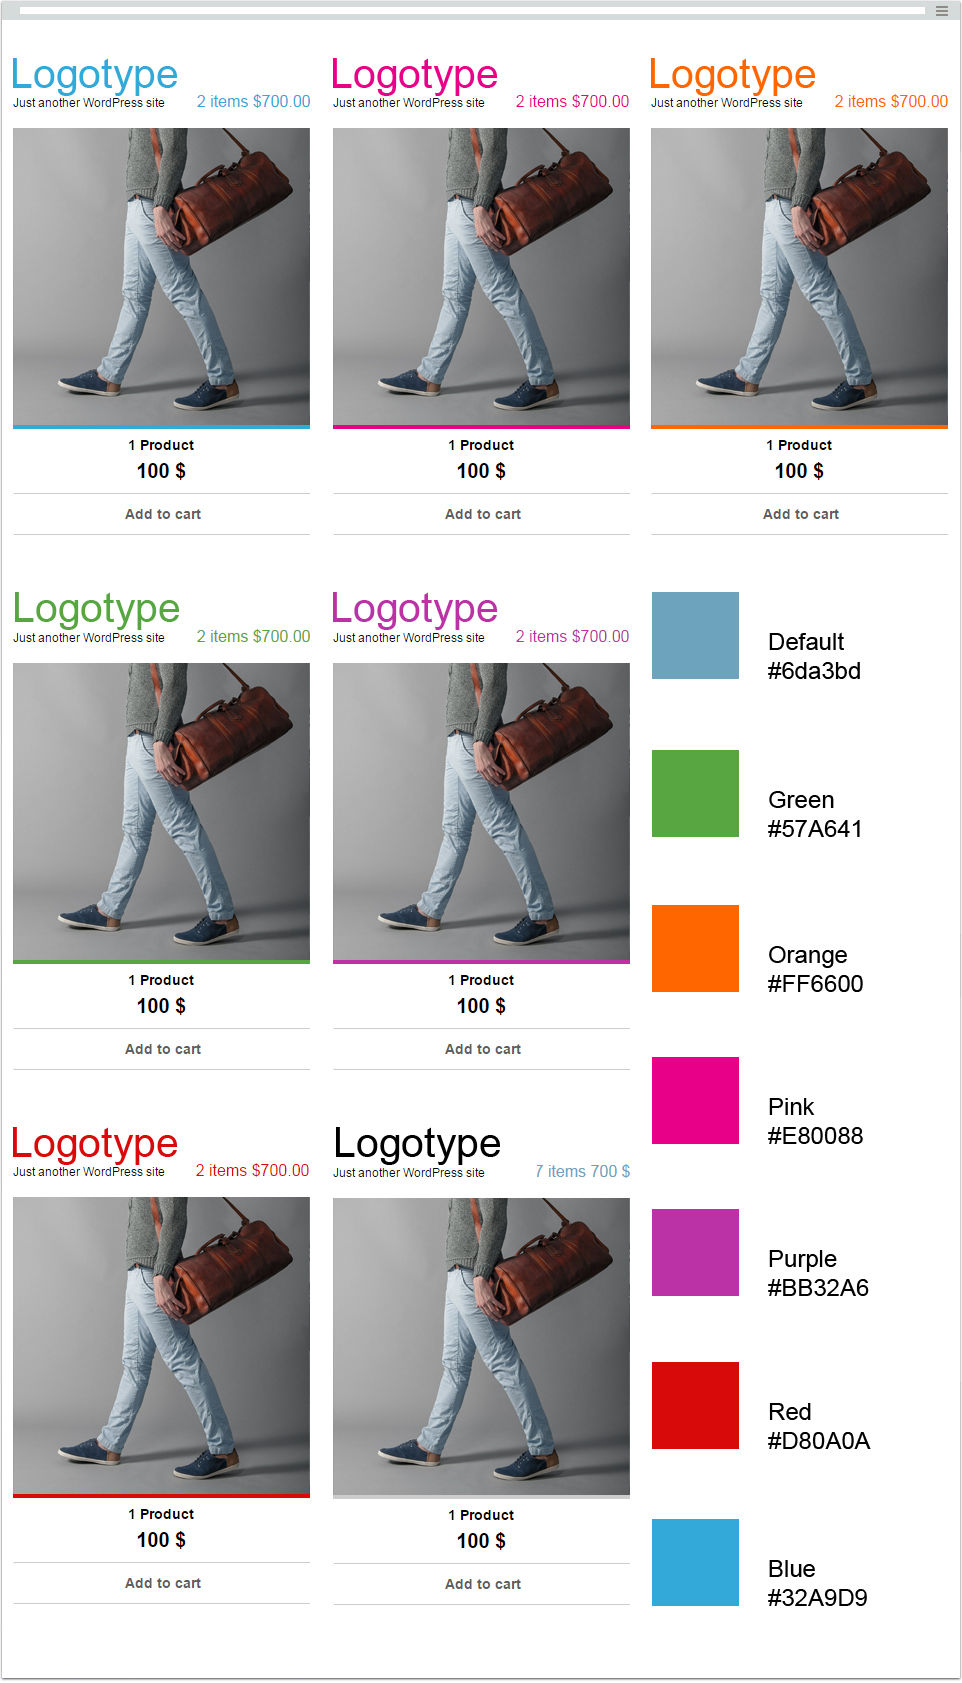 Logotype
Just another WordPress site
2 items $700.00
1 Product
100 $
Add to cart
Logotype
Just another WordPress site
2 items $700.00
1 Product
100 $
Add to cart
Logotype
Just another WordPress site
2 items $700.00
1 Product
100 $
Add to cart
Logotype
Just another WordPress site
2 items $700.00
1 Product
100 $
Add to cart
Logotype
Just another WordPress site
2 items $700.00
1 Product
100 $
Add to cart
Logotype
Just another WordPress site
2 items $700.00
1 Product
100 $
Add to cart
Logotype
Just another WordPress site
7 items 700 $
1 Product
100 $
Add to cart
Default
#6da3bd
Green
#57A641
Orange
#FF6600
Pink
#E80088
Purple
#BB32A6
Red
#D80A0A
Blue
#32A9D9